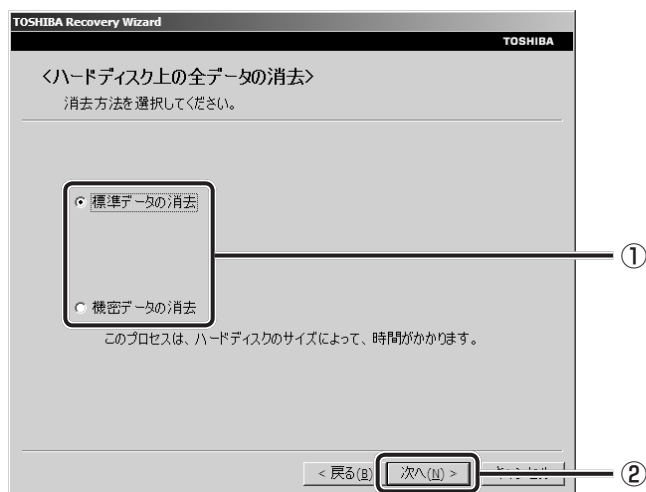 TOSHIBA Recovery Wizard
TOSHIBA
<ハードディスク上の全データの消去>
消去方法を選択してください。
標準データの消去
①
機密データの消去
このプロセスは、ハードディスクのサイズによって、時間がかかります。
< 戻る(B)
次へ(N) >
②